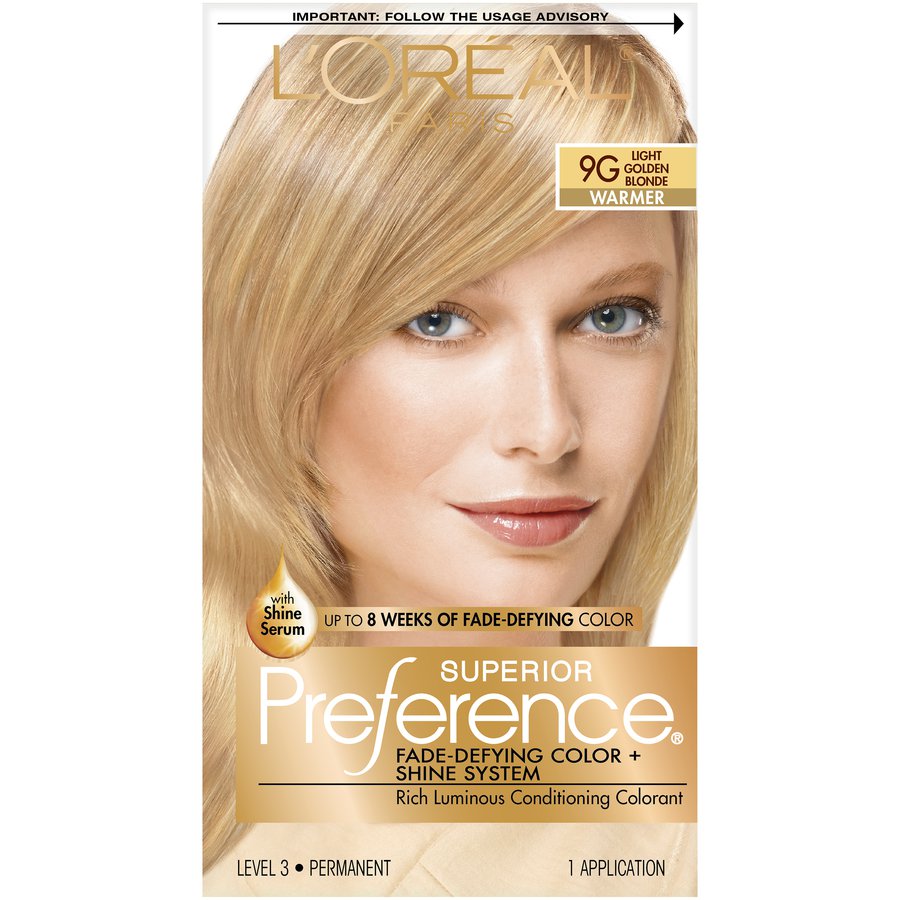 IMPORTANT: FOLLOW THE USAGE ADVISORY
L'ORÉAL®
PARIS
9G
LIGHT
GOLDEN
BLONDE
WARMER
with
Shine
Serum
UP TO 8 WEEKS OF FADE-DEFYING COLOR
SUPERIOR
Preference®
FADE-DEFYING COLOR +
SHINE SYSTEM
Rich Luminous Conditioning Colorant
LEVEL 3 • PERMANENT
1 APPLICATION